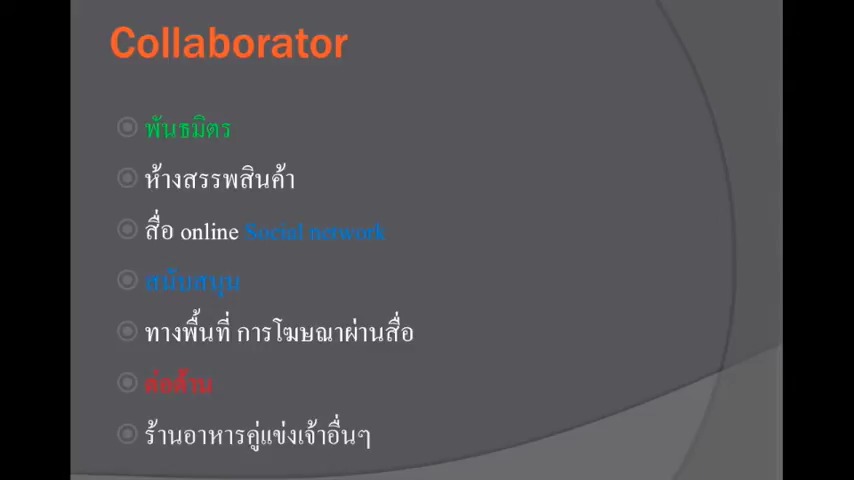 Collaborator
พันธมิตร
ห้างสรรพสินค้า
สื่อ online Social network
สนับสนุน
ทางพื้นที่ การโฆษณาผ่านสื่อ
ต่อต้าน
ร้านอาหารคู่แข่งเจ้าอื่นๆ